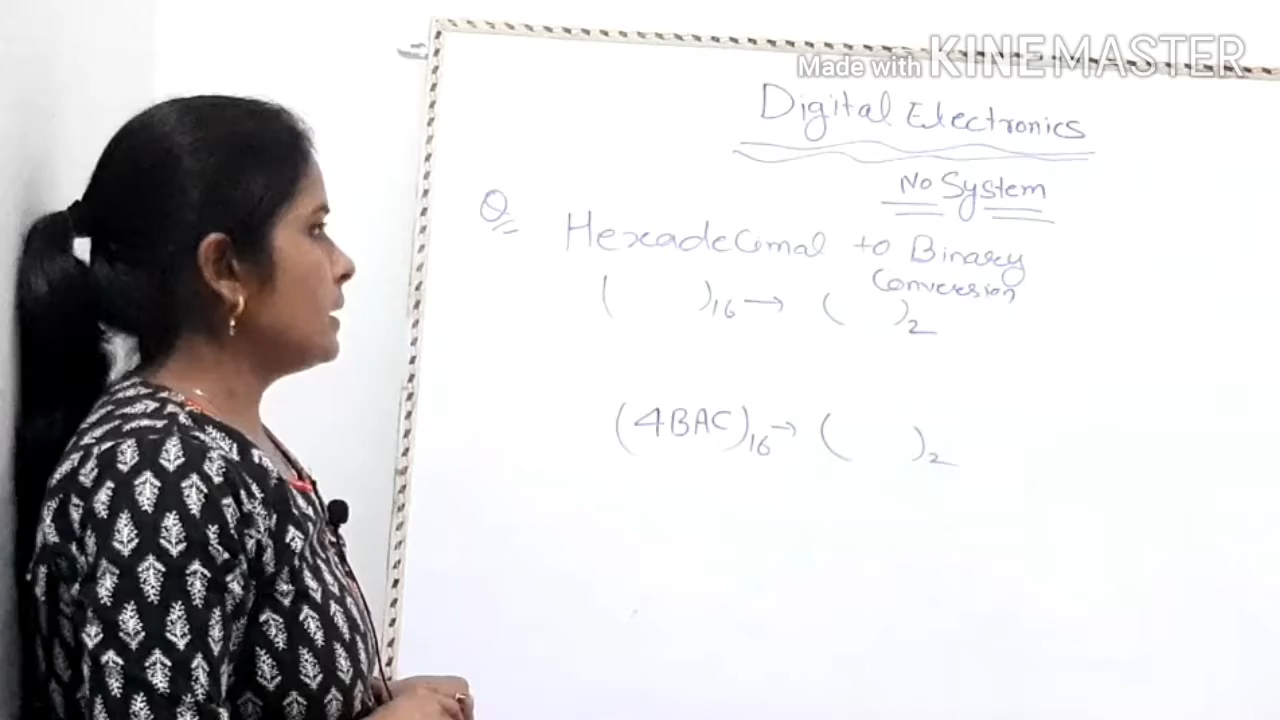 Made with KINEMASTER
Digital Electronics
No System
Q
Hexadecimal to Binary
Conversion
( )16 → ( )2
(4BAC)16 → ( )2